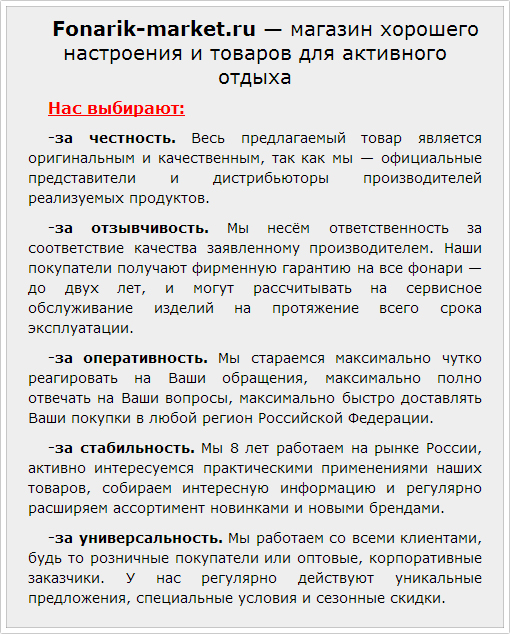 Fonarik-market.ru — магазин хорошего
настроения и товаров для активного
отдыха
Нас выбирают:
-за честность. Весь предлагаемый товар является
оригинальным и качественным, так как мы — официальные
представители и дистрибьюторы производителей
реализуемых продуктов.
-за отзывчивость. Мы несём ответственность за
соответствие качества заявленному производителем. Наши
покупатели получают фирменную гарантию на все фонари —
до двух лет, и могут рассчитывать на сервисное
обслуживание изделий на протяжение всего срока
эксплуатации.
-за оперативность. Мы стараемся максимально чутко
реагировать на Ваши обращения, максимально полно
отвечать на Ваши вопросы, максимально быстро доставлять
Ваши покупки в любой регион Российской Федерации.
-за стабильность. Мы 8 лет работаем на рынке России,
активно интересуемся практическими применениями наших
товаров, собираем интересную информацию и регулярно
расширяем ассортимент новинками и новыми брендами.
-за универсальность. Мы работаем со всеми клиентами,
будь то розничные покупатели или оптовые, корпоративные
заказчики. У нас регулярно действуют уникальные
предложения, специальные условия и сезонные скидки.